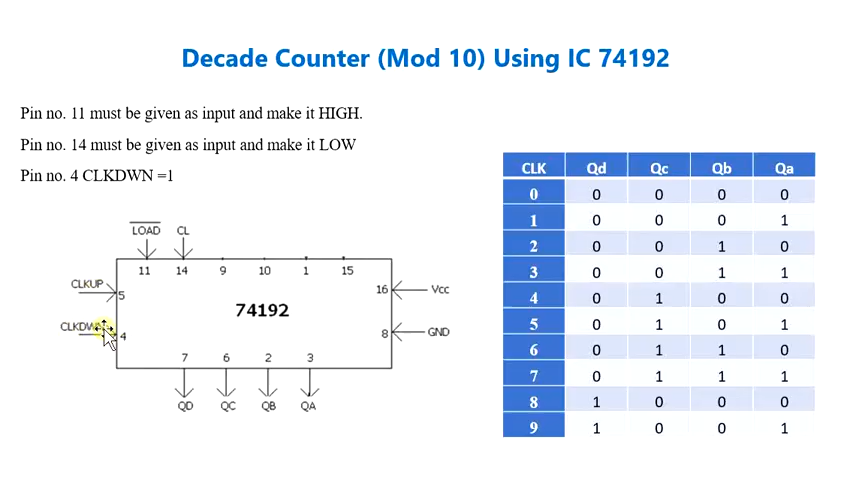 Decade Counter (Mod 10) Using IC 74192
Pin no. 11 must be given as input and make it HIGH.
Pin no. 14 must be given as input and make it LOW
Pin no. 4 CLKDWN =1
LOAD CL
11 14 9 10 1 15
CLKUP 5
16 Vcc
74192
CLKDWN 4
8 GND
7 6 2 3
QD QC QB QA
CLK Qd Qc Qb Qa
0 0 0 0 0
1 0 0 0 1
2 0 0 1 0
3 0 0 1 1
4 0 1 0 0
5 0 1 0 1
6 0 1 1 0
7 0 1 1 1
8 1 0 0 0
9 1 0 0 1